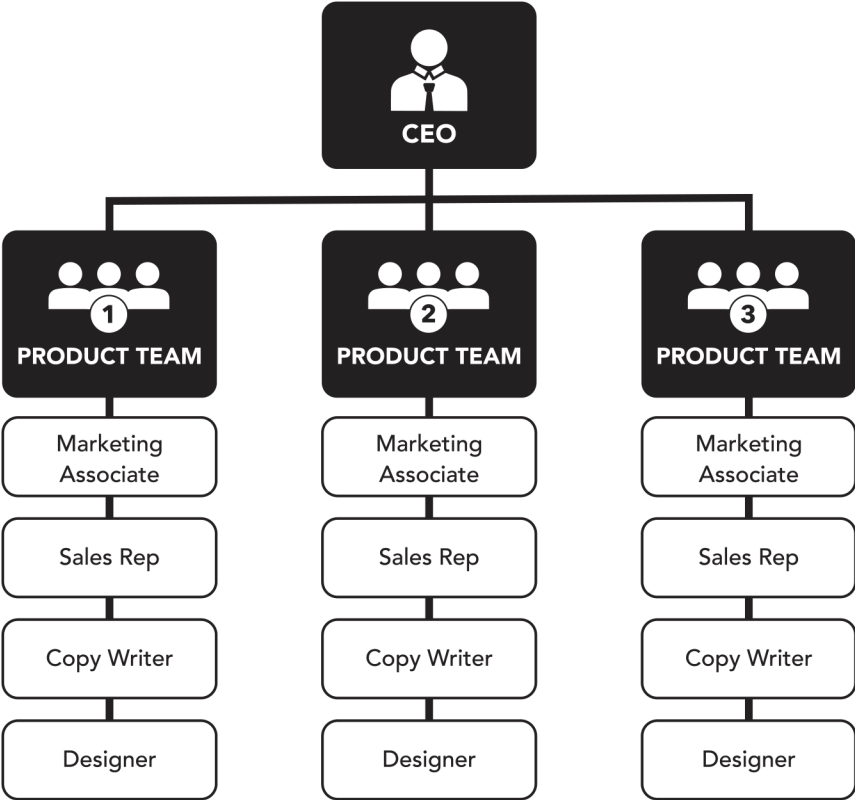 CEO
1
PRODUCT TEAM
Marketing
Associate
Sales Rep
Copy Writer
Designer
2
PRODUCT TEAM
Marketing
Associate
Sales Rep
Copy Writer
Designer
3
PRODUCT TEAM
Marketing
Associate
Sales Rep
Copy Writer
Designer